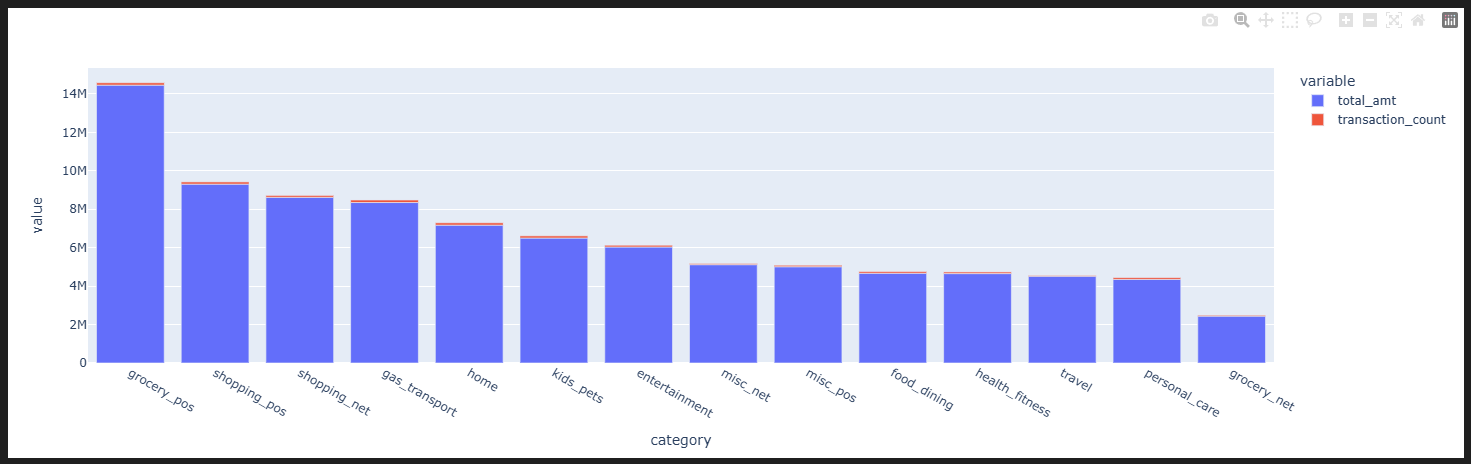 variable
total_amt
transaction_count
value
14M
12M
10M
8M
6M
4M
2M
0
grocery_pos
shopping_pos
shopping_net
gas_transport
home
kids_pets
entertainment
misc_net
misc_pos
food_dining
health_fitness
travel
personal_care
grocery_net
category